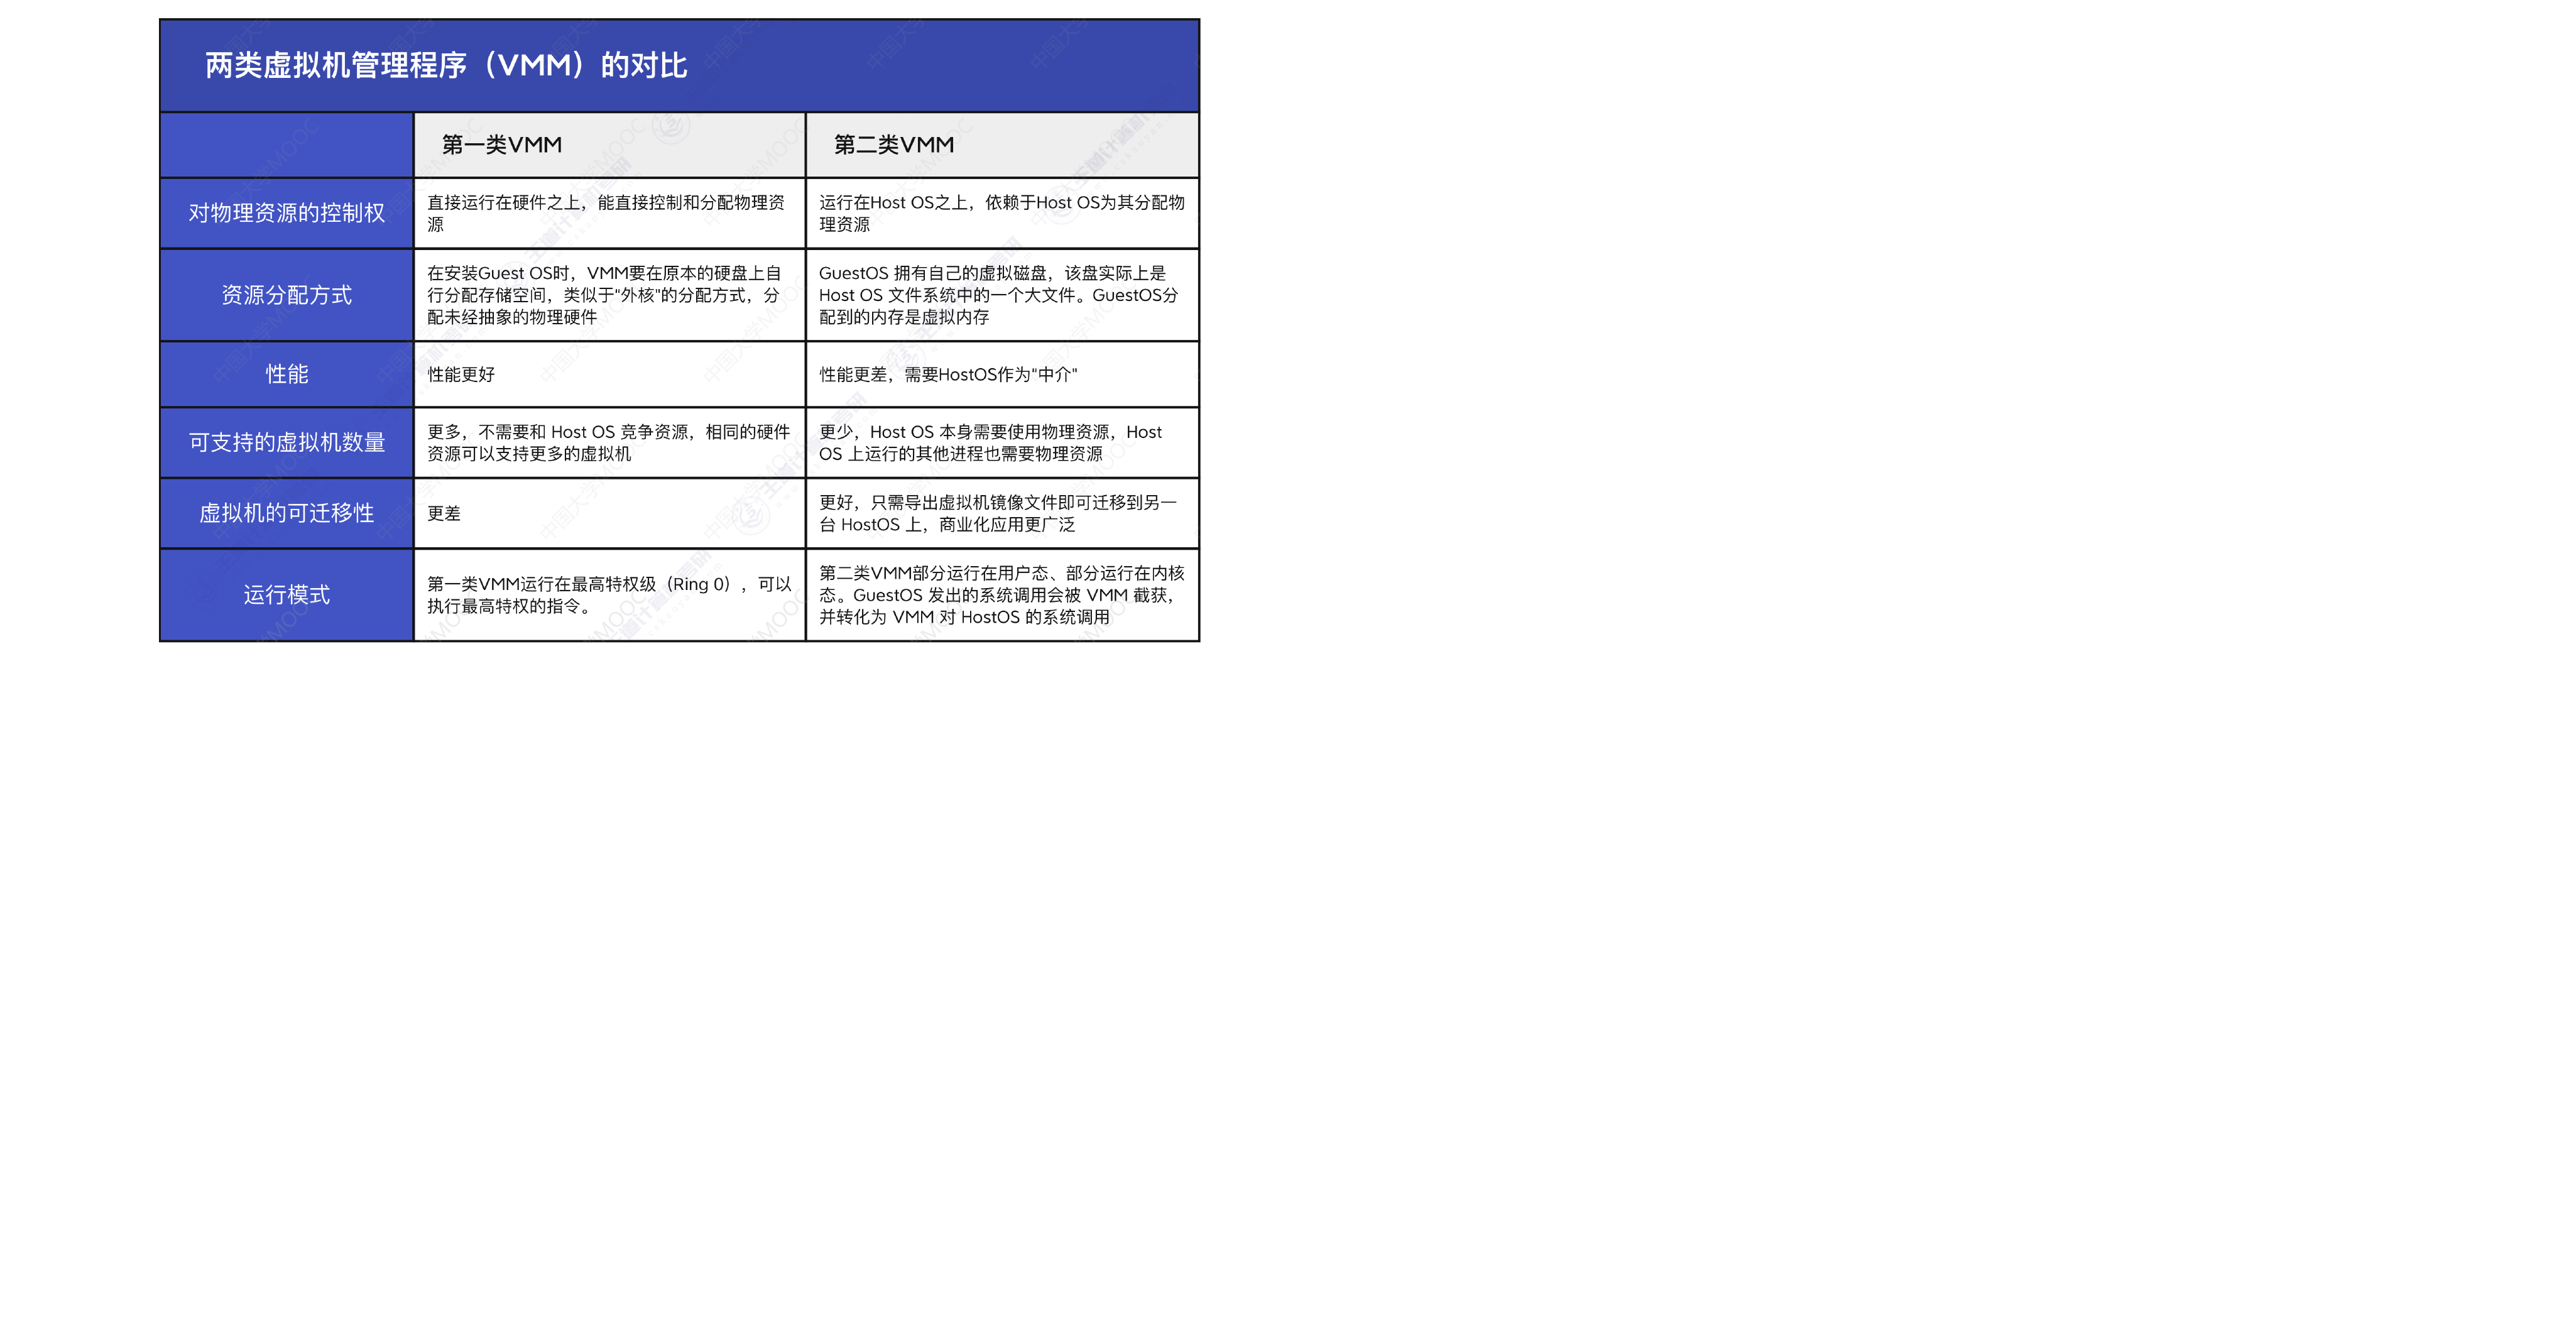 两类虚拟机管理程序（VMM）的对比
第一类VMM
第二类VMM
对物理资源的控制权
直接运行在硬件之上，能直接控制和分配物理资
源
运行在Host OS之上，依赖于Host OS为其分配物
理资源
资源分配方式
在安装Guest OS时，VMM要在原本的硬盘上自
行分配存储空间，类似于"外核"的分配方式，分
配未经抽象的物理硬件
GuestOS 拥有自己的虚拟磁盘，该盘实际上是
Host OS 文件系统中的一个大文件。GuestOS分
配到的内存是虚拟内存
性能
性能更好
性能更差，需要HostOS作为"中介"
可支持的虚拟机数量
更多，不需要和 Host OS 竞争资源，相同的硬件
资源可以支持更多的虚拟机
更少，Host OS 本身需要使用物理资源，Host
OS 上运行的其他进程也需要物理资源
虚拟机的可迁移性
更差
更好，只需导出虚拟机镜像文件即可迁移到另一
台 HostOS 上，商业化应用更广泛
运行模式
第一类VMM运行在最高特权级（Ring 0），可以
执行最高特权的指令。
第二类VMM部分运行在用户态、部分运行在内核
态。GuestOS 发出的系统调用会被 VMM 截获，
并转化为 VMM 对 HostOS 的系统调用
中国大学MOOC
王道计算机考研